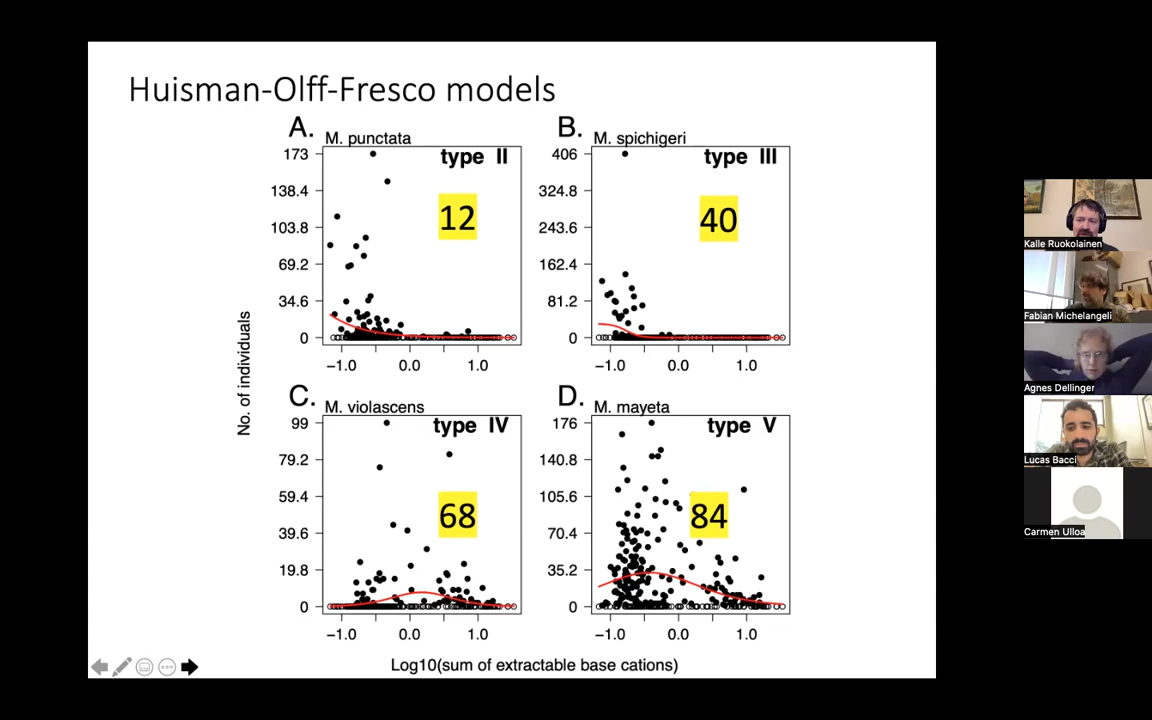 Huisman-Olff-Fresco models
A.
M. punctata
type II
173
138.4
103.8
69.2
34.6
0
12
−1.0
0.0
1.0
B.
M. spichigeri
type III
406
324.8
243.6
162.4
81.2
0
40
−1.0
0.0
1.0
No. of individuals
C.
M. violascens
type IV
99
79.2
59.4
39.6
19.8
0
68
−1.0
0.0
1.0
D.
M. mayeta
type V
176
140.8
105.6
70.4
35.2
0
84
−1.0
0.0
1.0
Log10(sum of extractable base cations)
Kalle Ruokolainen
Fabian Michelangeli
Agnes Dellinger
Lucas Bacci
Carmen Ulloa